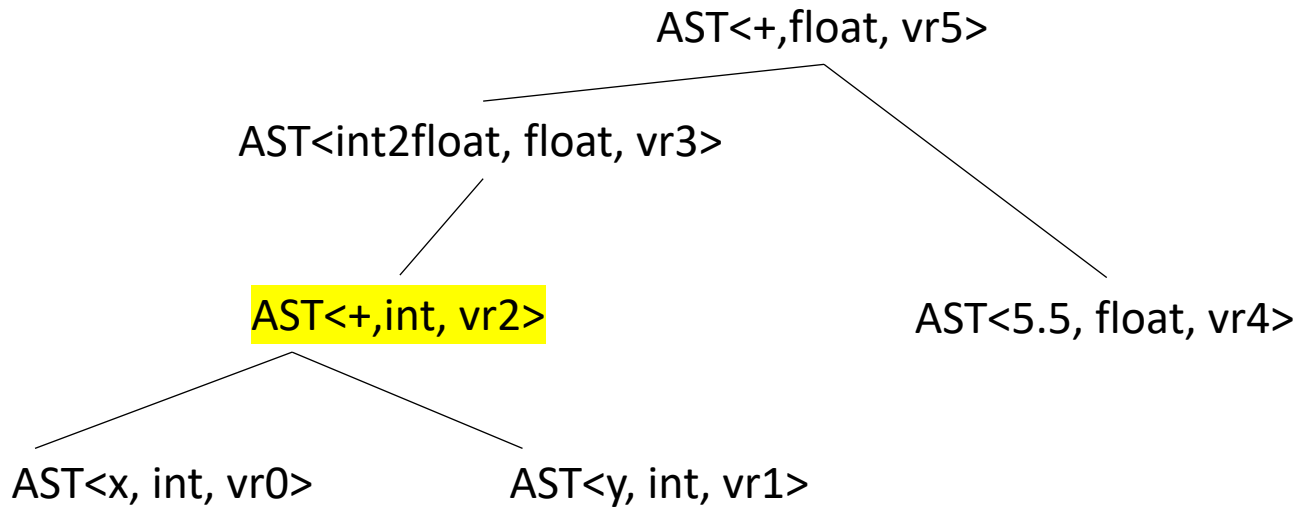 AST<+,float, vr5>
AST<int2float, float, vr3>
AST<+,int, vr2>
AST<5.5, float, vr4>
AST<x, int, vr0>
AST<y, int, vr1>